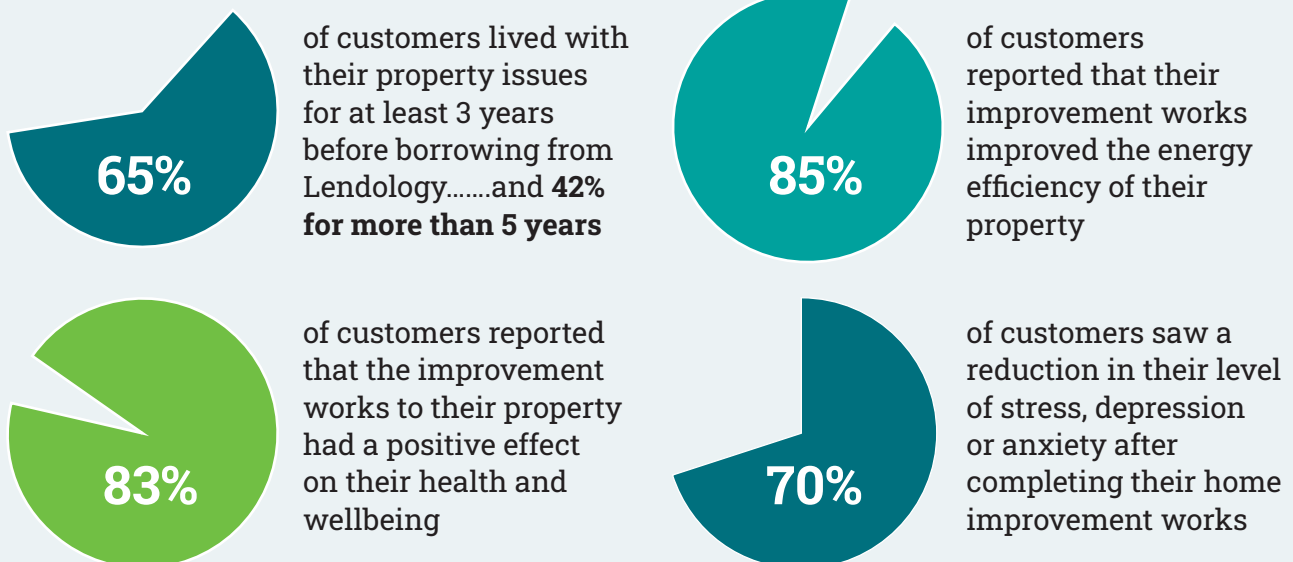 65%
of customers lived with
their property issues
for at least 3 years
before borrowing from
Lendology.......and 42%
for more than 5 years
85%
of customers
reported that their
improvement works
improved the energy
efficiency of their
property
83%
of customers reported
that the improvement
works to their property
had a positive effect
on their health and
wellbeing
70%
of customers saw a
reduction in their level
of stress, depression
or anxiety after
completing their home
improvement works